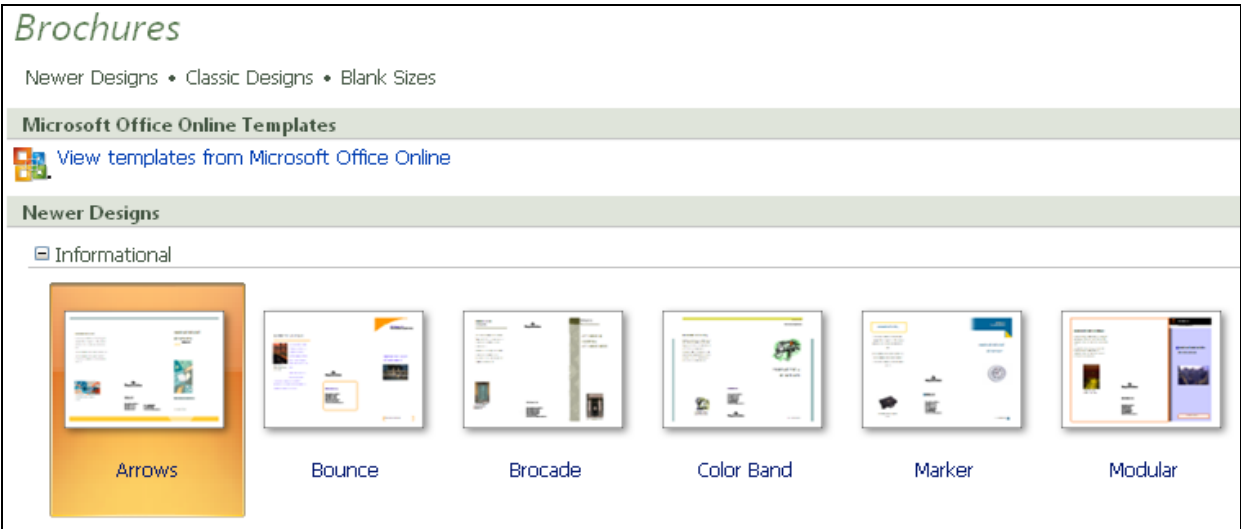 Brochures
Newer Designs • Classic Designs • Blank Sizes
Microsoft Office Online Templates
View templates from Microsoft Office Online
Newer Designs
Informational
Arrows Bounce Brocade Color Band Marker Modular